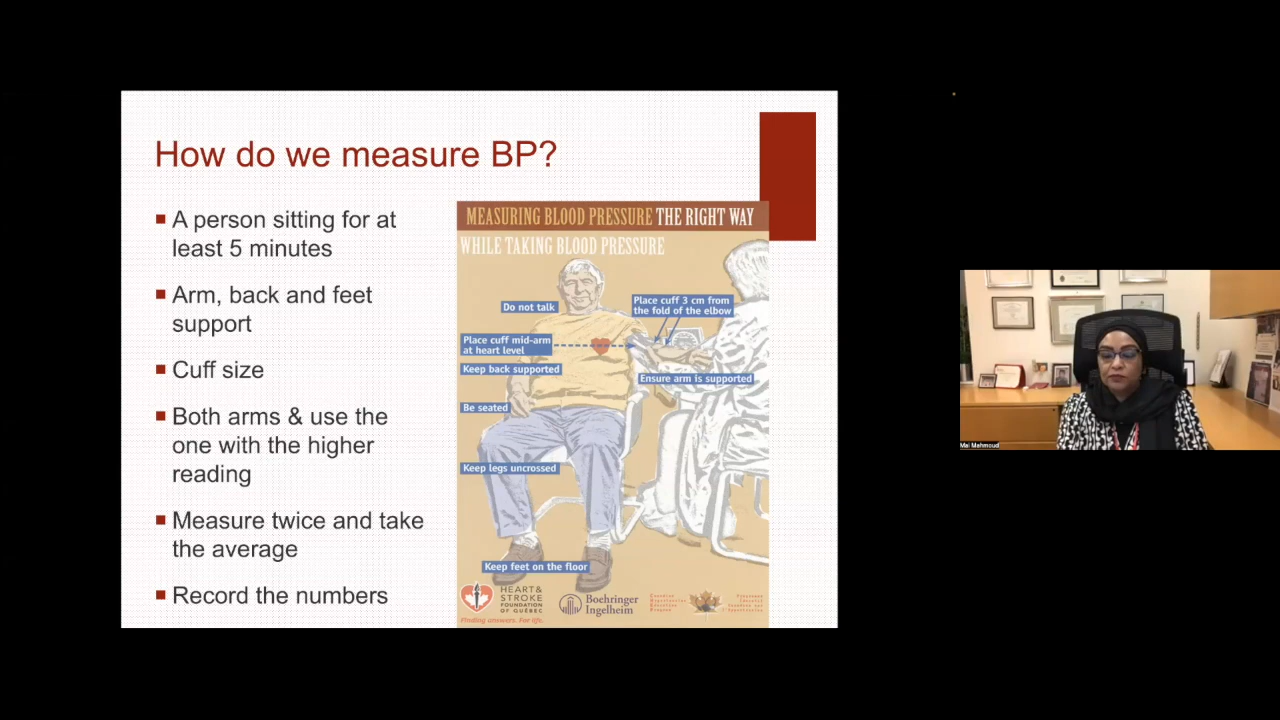 How do we measure BP?
A person sitting for at
least 5 minutes
Arm, back and feet
support
Cuff size
Both arms & use the
one with the higher
reading
Measure twice and take
the average
Record the numbers
MEASURING BLOOD PRESSURE THE RIGHT WAY
WHILE TAKING BLOOD PRESSURE
Do not talk
Place cuff 3 cm from
the fold of the elbow
Place cuff mid-arm
at heart level
Keep back supported
Ensure arm is supported
Be seated
Keep legs uncrossed
Keep feet on the floor
HEART&
STROKE
FOUNDATION
OF QUÉBEC
Finding answers. For life.
Boehringer
Ingelheim
Mai Mahmoud